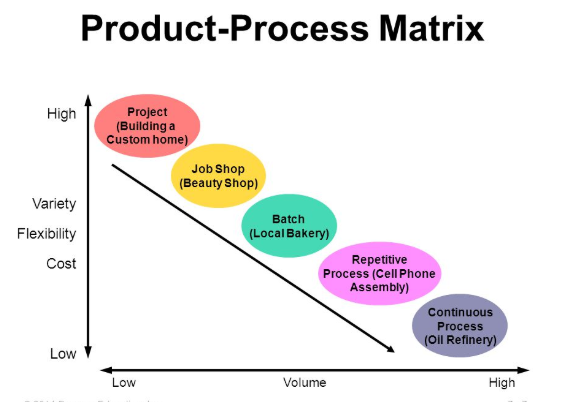 Product-Process Matrix
High
Project
(Building a
Custom home)
Job Shop
(Beauty Shop)
Variety
Batch
Flexibility
(Local Bakery)
Cost
Repetitive
Process (Cell Phone
Assembly)
Continuous
Process
(Oil Refinery)
Low
Low
Volume
High